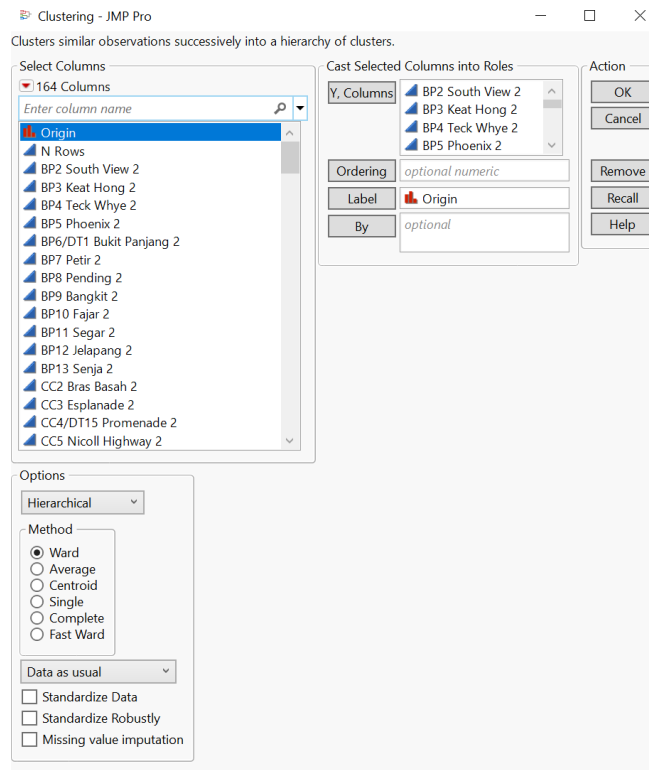 Clustering - JMP Pro
Clusters similar observations successively into a hierarchy of clusters.
Select Columns
164 Columns
Enter column name
Origin
N Rows
BP2 South View 2
BP3 Keat Hong 2
BP4 Teck Whye 2
BP5 Phoenix 2
BP6/DT1 Bukit Panjang 2
BP7 Petir 2
BP8 Pending 2
BP9 Bangkit 2
BP10 Fajar 2
BP11 Segar 2
BP12 Jelapang 2
BP13 Senja 2
CC2 Bras Basah 2
CC3 Esplanade 2
CC4/DT15 Promenade 2
CC5 Nicoll Highway 2
Cast Selected Columns into Roles
Y, Columns
BP2 South View 2
BP3 Keat Hong 2
BP4 Teck Whye 2
BP5 Phoenix 2
Ordering
optional numeric
Label
Origin
By
optional
Action
OK
Cancel
Remove
Recall
Help
Options
Hierarchical
Method
Ward
Average
Centroid
Single
Complete
Fast Ward
Data as usual
Standardize Data
Standardize Robustly
Missing value imputation